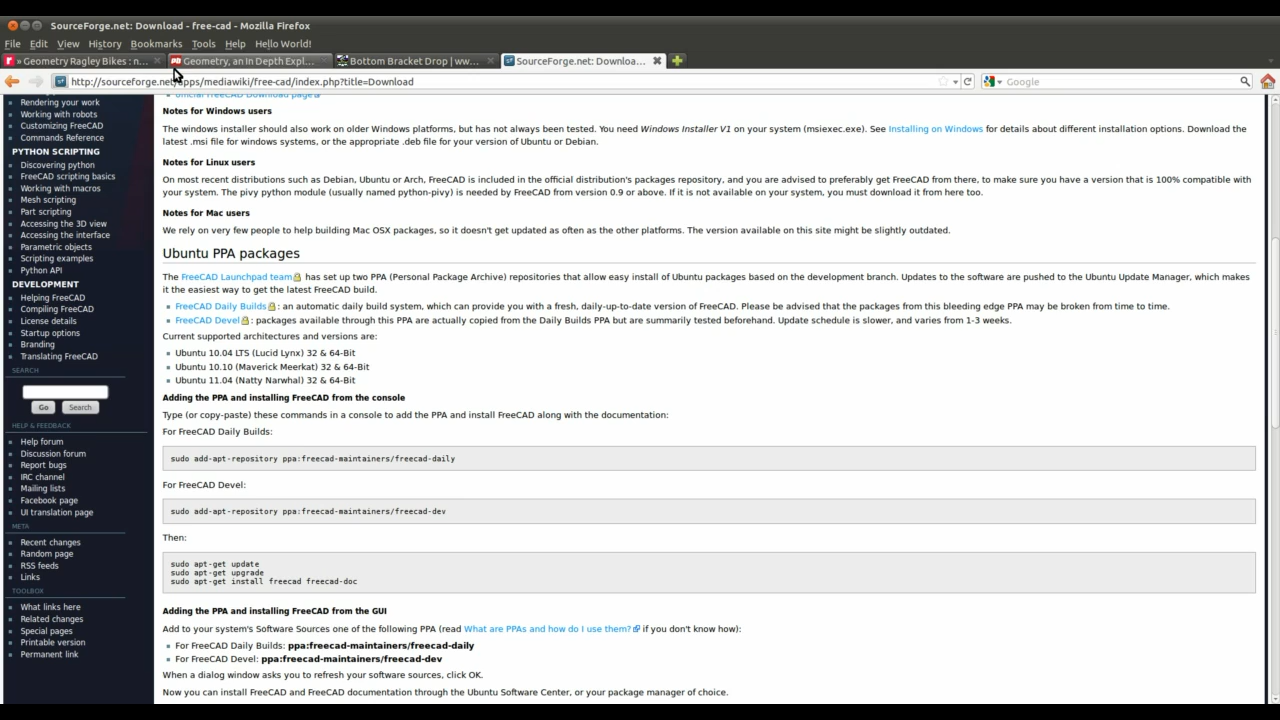 SourceForge.net: Download - free-cad - Mozilla Firefox
File Edit View History Bookmarks Tools Help Hello World!
» Geometry Ragley Bikes : n...
Geometry, an In Depth Expl...
Bottom Bracket Drop | ww...
SourceForge.net: Downloa...
http://sourceforge.net/apps/mediawiki/free-cad/index.php?title=Download
Google
Rendering your work
Working with robots
Customizing FreeCAD
Commands Reference
PYTHON SCRIPTING
Discovering python
FreeCAD scripting basics
Working with macros
Mesh scripting
Part scripting
Accessing the 3D view
Accessing the interface
Parametric objects
Scripting examples
Python API
DEVELOPMENT
Helping FreeCAD
Compiling FreeCAD
License details
Startup options
Branding
Translating FreeCAD
SEARCH
Go Search
HELP & FEEDBACK
Help forum
Discussion forum
Report bugs
IRC channel
Mailing lists
Facebook page
UI translation page
META
Recent changes
Random page
RSS feeds
Links
TOOLBOX
What links here
Related changes
Special pages
Printable version
Permanent link
official FreeCAD Download page
Notes for Windows users
The windows installer should also work on older Windows platforms, but has not always been tested. You need Windows Installer V1 on your system (msiexec.exe). See Installing on Windows for details about different installation options. Download the
latest .msi file for windows systems, or the appropriate .deb file for your version of Ubuntu or Debian.
Notes for Linux users
On most recent distributions such as Debian, Ubuntu or Arch, FreeCAD is included in the official distribution's packages repository, and you are advised to preferably get FreeCAD from there, to make sure you have a version that is 100% compatible with
your system. The pivy python module (usually named python-pivy) is needed by FreeCAD from version 0.9 or above. If it is not available on your system, you must download it from here too.
Notes for Mac users
We rely on very few people to help building Mac OSX packages, so it doesn't get updated as often as the other platforms. The version available on this site might be slightly outdated.
Ubuntu PPA packages
The FreeCAD Launchpad team has set up two PPA (Personal Package Archive) repositories that allow easy install of Ubuntu packages based on the development branch. Updates to the software are pushed to the Ubuntu Update Manager, which makes
it the easiest way to get the latest FreeCAD build.
FreeCAD Daily Builds : an automatic daily build system, which can provide you with a fresh, daily-up-to-date version of FreeCAD. Please be advised that the packages from this bleeding edge PPA may be broken from time to time.
FreeCAD Devel : packages available through this PPA are actually copied from the Daily Builds PPA but are summarily tested beforehand. Update schedule is slower, and varies from 1-3 weeks.
Current supported architectures and versions are:
Ubuntu 10.04 LTS (Lucid Lynx) 32 & 64-Bit
Ubuntu 10.10 (Maverick Meerkat) 32 & 64-Bit
Ubuntu 11.04 (Natty Narwhal) 32 & 64-Bit
Adding the PPA and installing FreeCAD from the console
Type (or copy-paste) these commands in a console to add the PPA and install FreeCAD along with the documentation:
For FreeCAD Daily Builds:
sudo add-apt-repository ppa:freecad-maintainers/freecad-daily
For FreeCAD Devel:
sudo add-apt-repository ppa:freecad-maintainers/freecad-dev
Then:
sudo apt-get update
sudo apt-get upgrade
sudo apt-get install freecad freecad-doc
Adding the PPA and installing FreeCAD from the GUI
Add to your system's Software Sources one of the following PPA (read What are PPAs and how do I use them? if you don't know how):
For FreeCAD Daily Builds: ppa:freecad-maintainers/freecad-daily
For FreeCAD Devel: ppa:freecad-maintainers/freecad-dev
When a dialog window asks you to refresh your software sources, click OK.
Now you can install FreeCAD and FreeCAD documentation through the Ubuntu Software Center, or your package manager of choice.